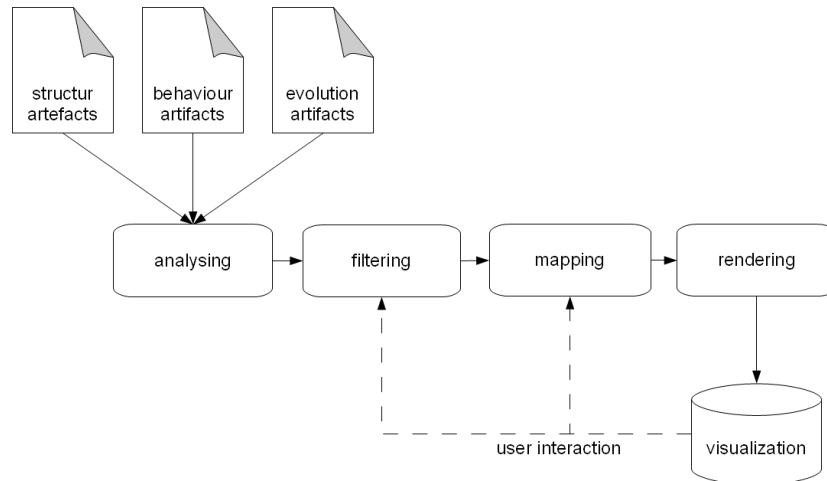 structur
artefacts
behaviour
artifacts
evolution
artifacts
analysing
filtering
mapping
rendering
user interaction
visualization